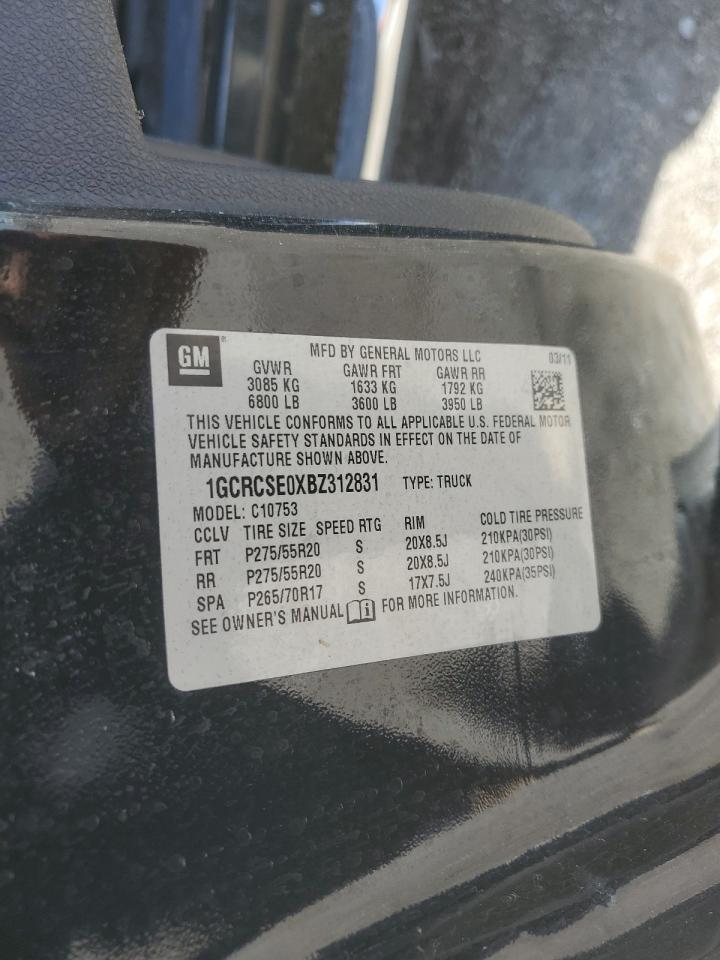 GM
MFD BY GENERAL MOTORS LLC 03/11
GVWR GAWR FRT GAWR RR
3085 KG 1633 KG 1792 KG
6800 LB 3600 LB 3950 LB
THIS VEHICLE CONFORMS TO ALL APPLICABLE U.S. FEDERAL MOTOR
VEHICLE SAFETY STANDARDS IN EFFECT ON THE DATE OF
MANUFACTURE SHOWN ABOVE.
1GCRCSE0XBZ312831 TYPE: TRUCK
MODEL: C10753
CCLV TIRE SIZE SPEED RTG RIM COLD TIRE PRESSURE
FRT P275/55R20 S 20X8.5J 210KPA(30PSI)
RR P275/55R20 S 20X8.5J 210KPA(30PSI)
SPA P265/70R17 S 17X7.5J 240KPA(35PSI)
SEE OWNER'S MANUAL FOR MORE INFORMATION.